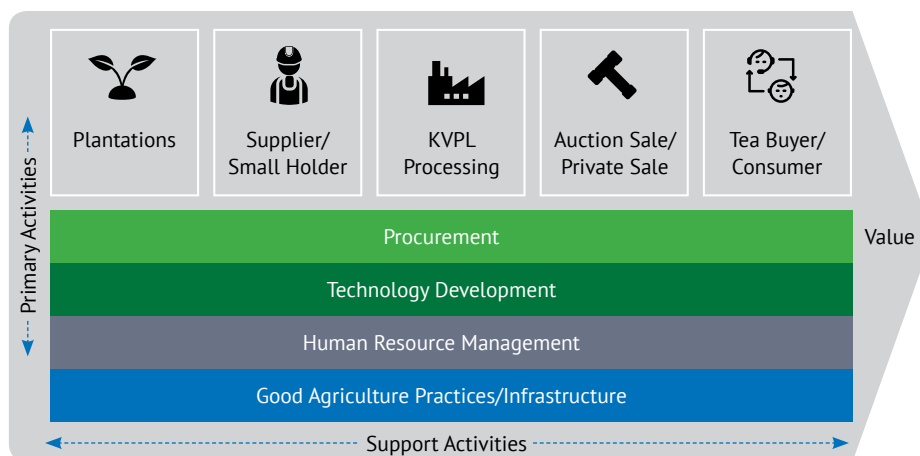 Primary Activities
Plantations
Supplier/
Small Holder
KVPL
Processing
Auction Sale/
Private Sale
Tea Buyer/
Consumer
Procurement
Technology Development
Human Resource Management
Good Agriculture Practices/Infrastructure
Value
Support Activities